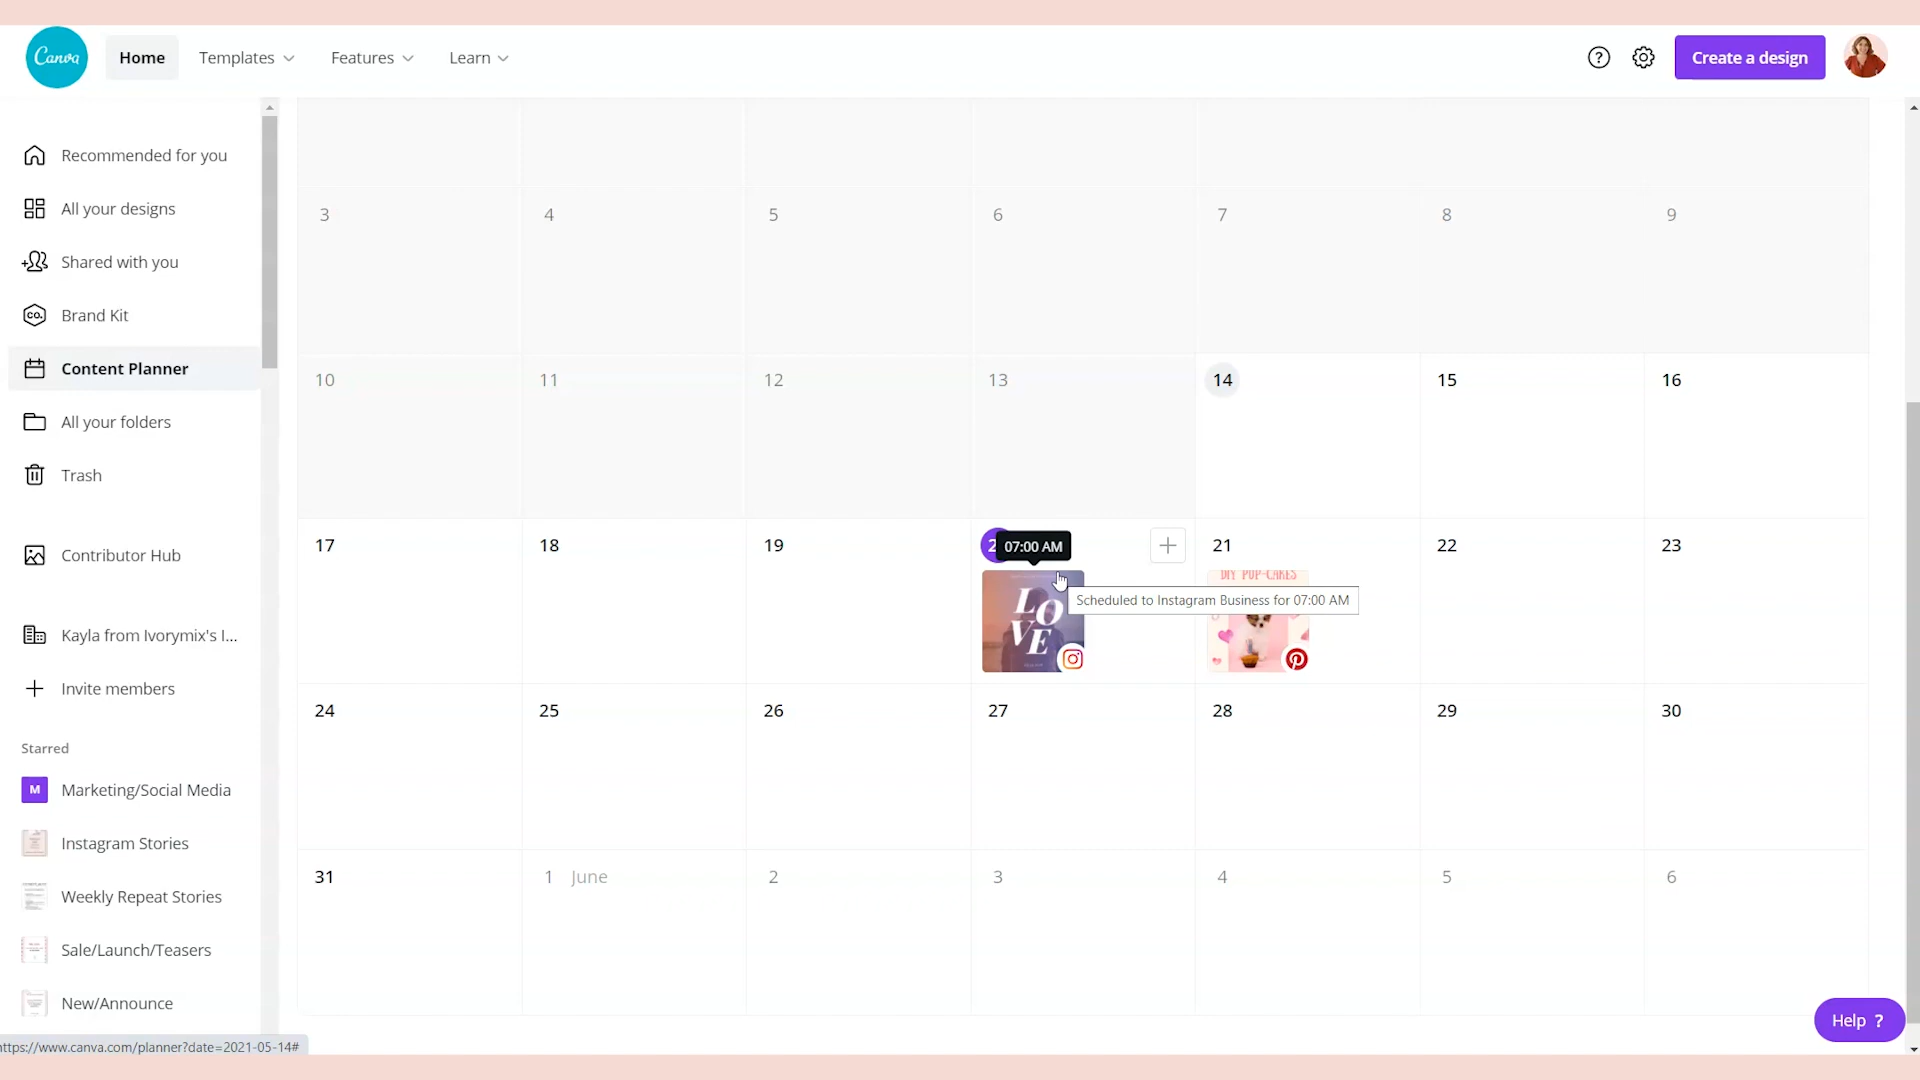 Canva
Home
Templates
Features
Learn
?
Create a design
Recommended for you
All your designs
Shared with you
CO.
Brand Kit
Content Planner
All your folders
Trash
Contributor Hub
Kayla from Ivorymix's I...
Invite members
Starred
M
Marketing/Social Media
Instagram Stories
Weekly Repeat Stories
Sale/Launch/Teasers
New/Announce
3 4 5 6 7 8 9
10 11 12 13 14 15 16
17 18 19 2 21 22 23
07:00 AM
Scheduled to Instagram Business for 07:00 AM
LO
VE
DIY PUP-CAKES
24 25 26 27 28 29 30
31 1 June 2 3 4 5 6
Help ?
ttps://www.canva.com/planner?date=2021-05-14#